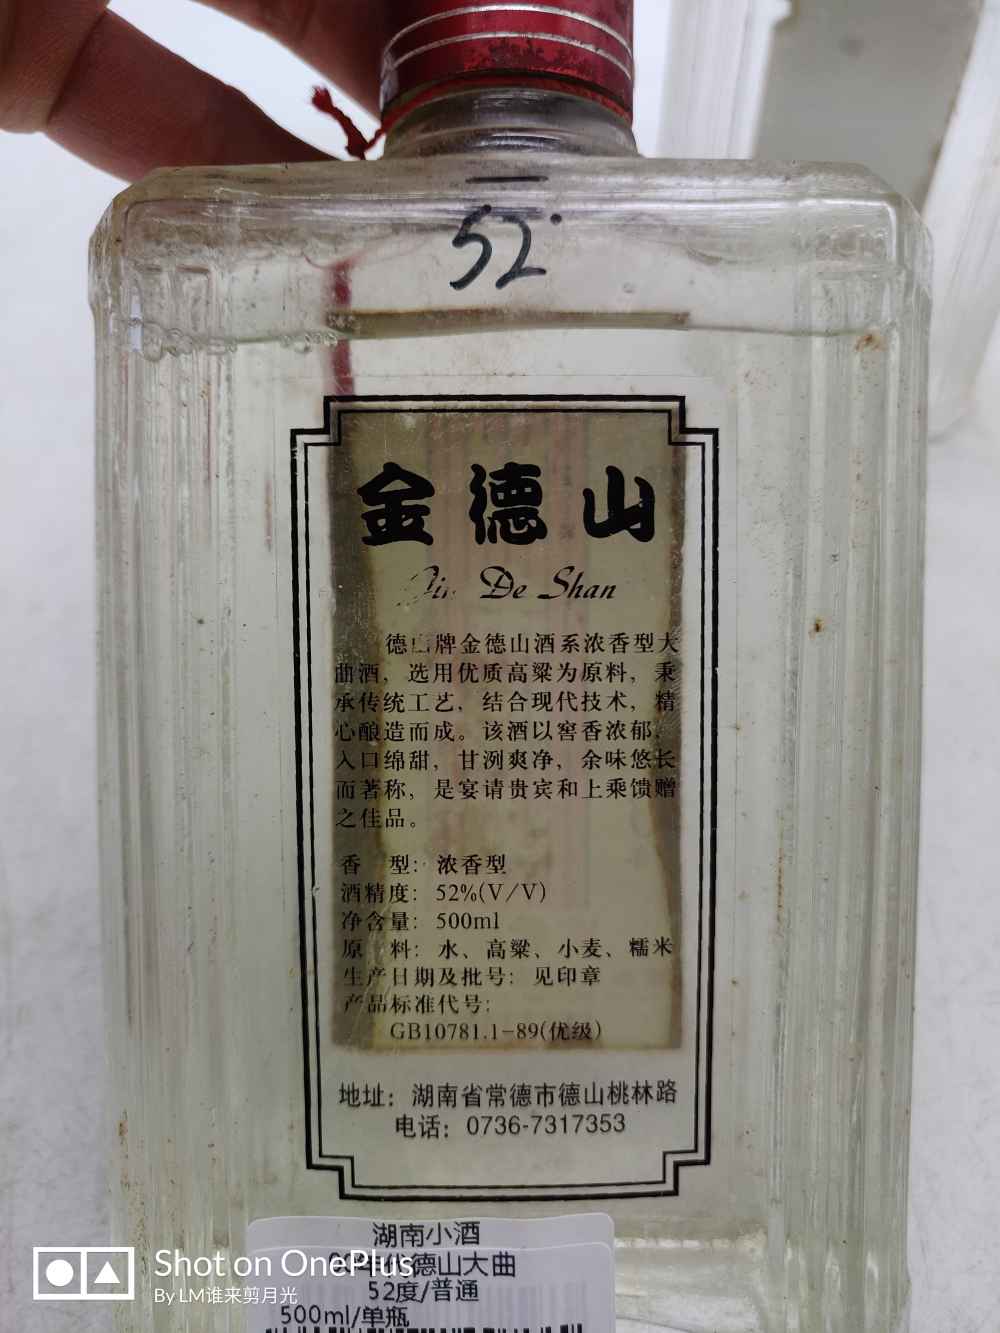 52°
金德山
Jin De Shan
德山牌金德山酒系浓香型大
曲酒，选用优质高粱为原料，秉
承传统工艺，结合现代技术，精
心酿造而成。该酒以窖香浓郁，
入口绵甜，甘洌爽净，余味悠长
而著称，是宴请贵宾和上乘馈赠
之佳品。
香 型：浓香型
酒精度：52%(V/V)
净含量：500ml
原 料：水、高粱、小麦、糯米
生产日期及批号：见印章
产品标准代号：
GB10781.1-89(优级)
地址：湖南省常德市德山桃林路
电话：0736-7317353
湖南小酒
德山大曲
52度/普通
500ml/单瓶
Shot on OnePlus
By LM谁来剪月光